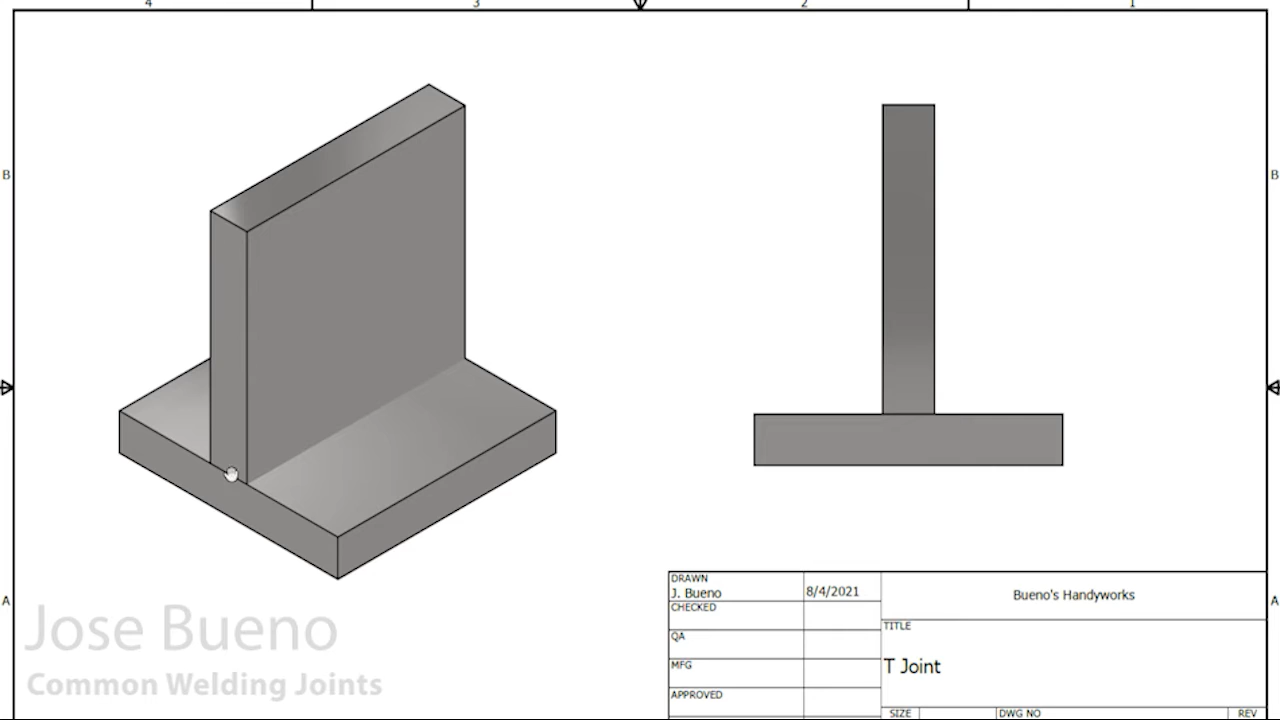 4 3 2 1
B B
A A
DRAWN
J. Bueno 8/4/2021 Bueno's Handyworks
CHECKED
TITLE
QA
MFG
T Joint
APPROVED
SIZE DWG NO REV
Jose Bueno
Common Welding Joints